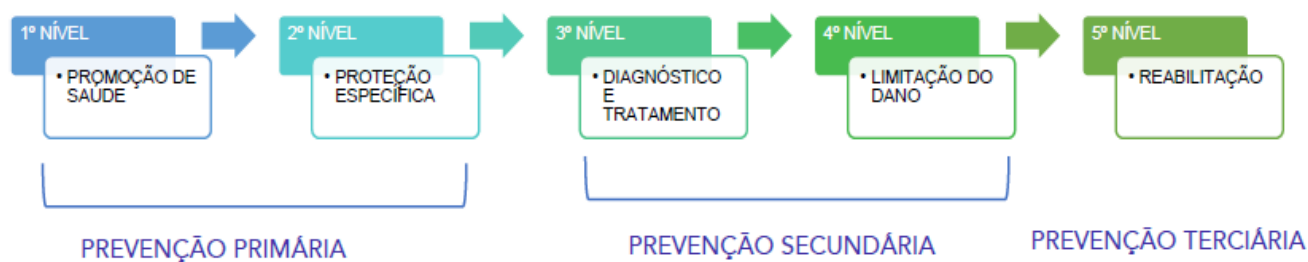 1º NÍVEL
• PROMOÇÃO DE
SAÚDE
2º NÍVEL
• PROTEÇÃO
ESPECÍFICA
3º NÍVEL
• DIAGNÓSTICO
E
TRATAMENTO
4º NÍVEL
• LIMITAÇÃO DO
DANO
5º NÍVEL
• REABILITAÇÃO
PREVENÇÃO PRIMÁRIA
PREVENÇÃO SECUNDÁRIA
PREVENÇÃO TERCIÁRIA